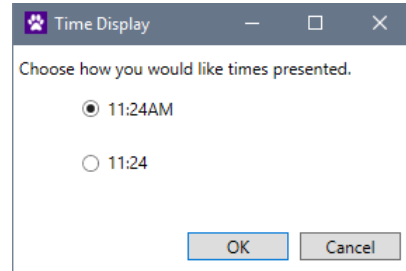 Time Display
Choose how you would like times presented.
11:24AM
11:24
OK Cancel